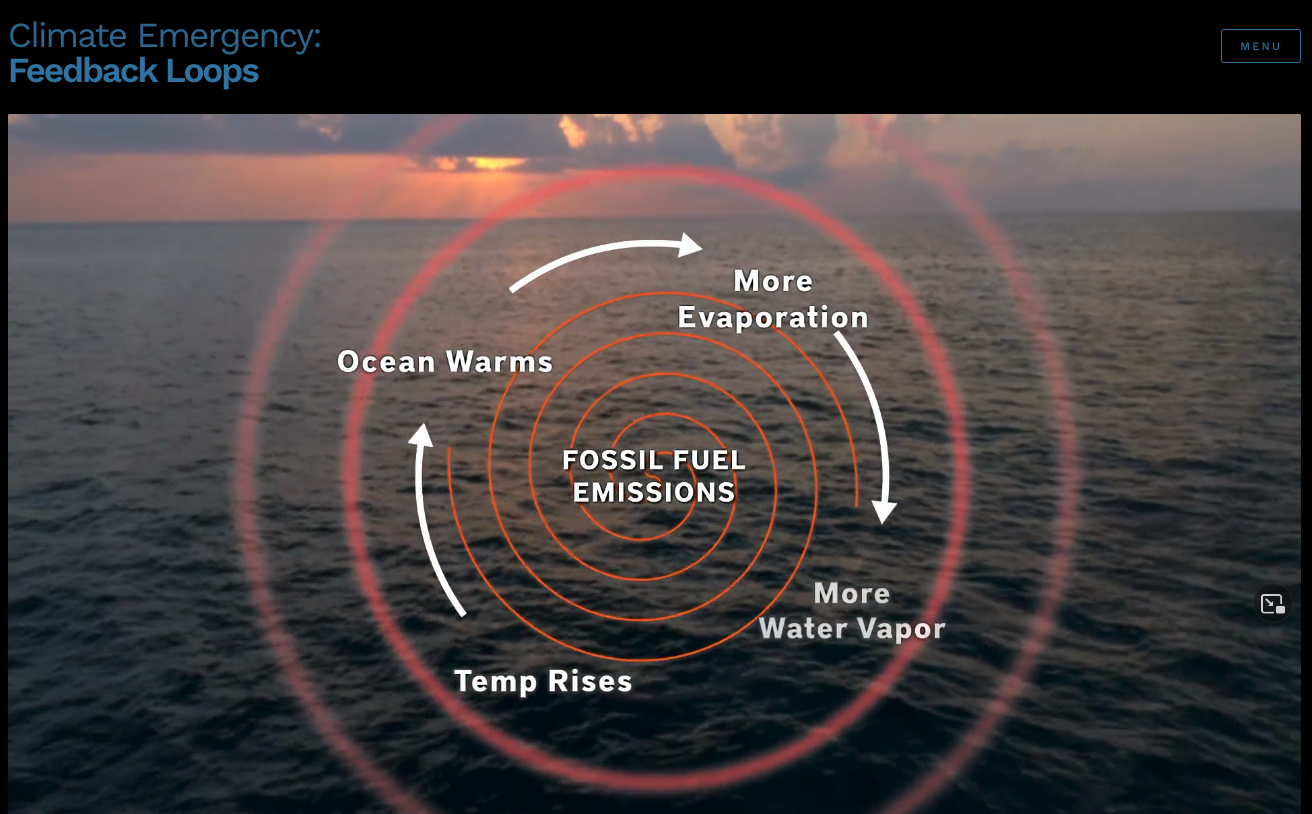 Climate Emergency:
Feedback Loops
MENU
More
Evaporation
Ocean Warms
FOSSIL FUEL
EMISSIONS
More
Water Vapor
Temp Rises